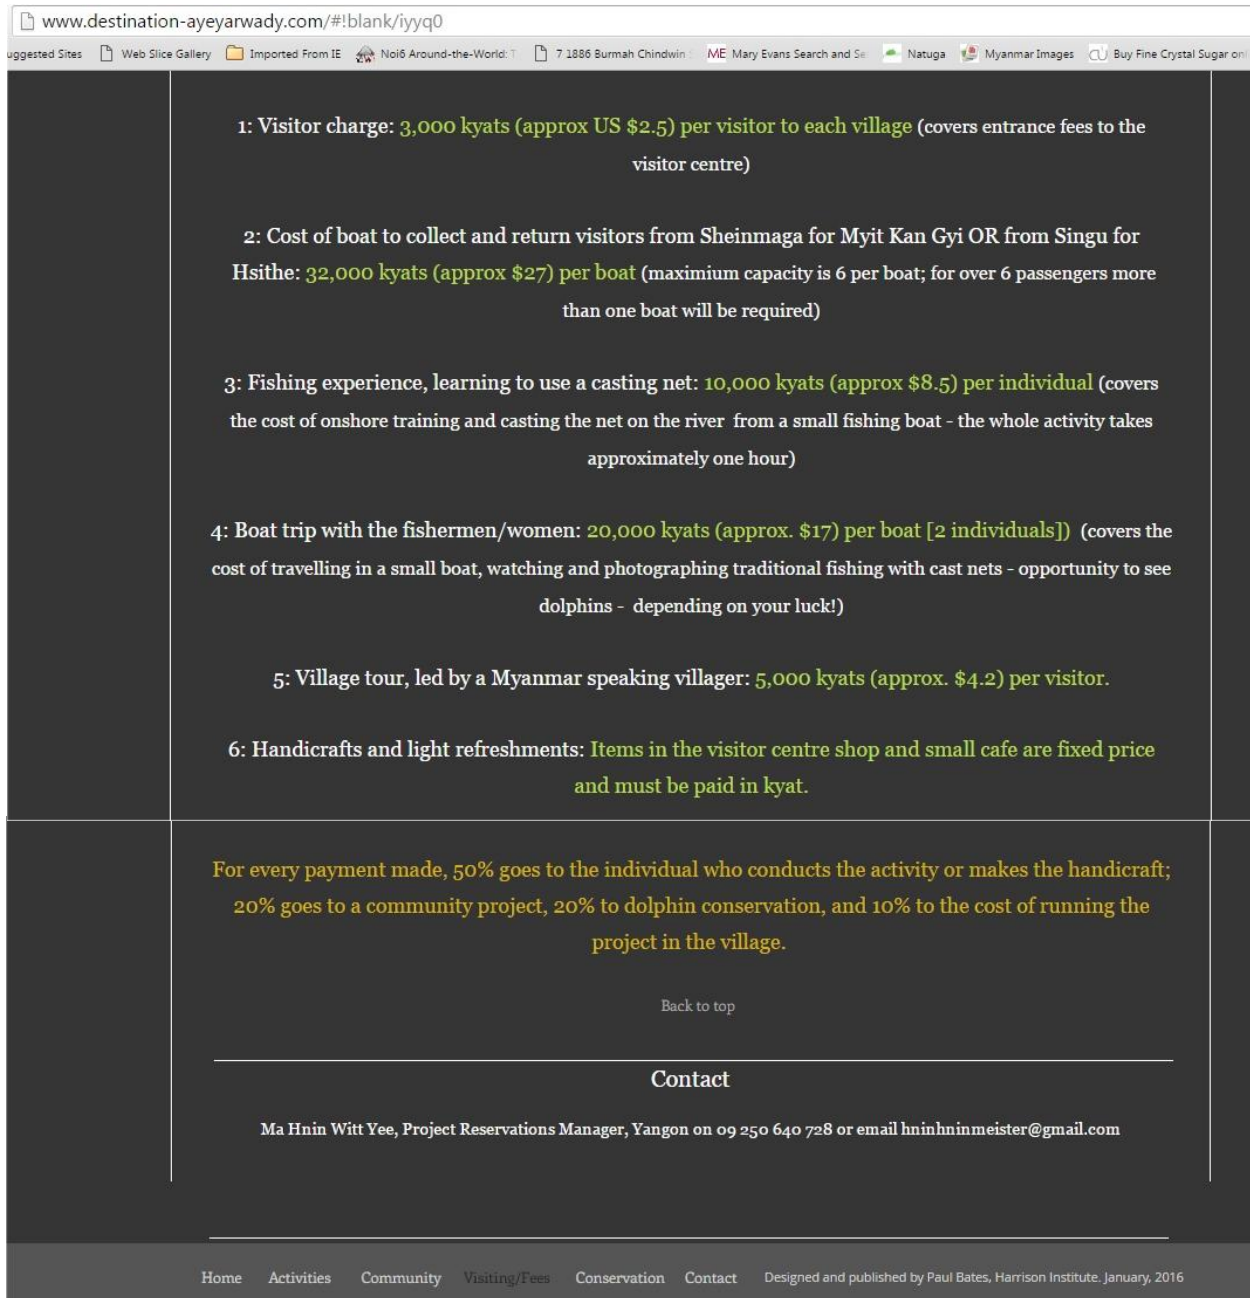 www.destination-ayeyarwady.com/#!blank/iyyq0
uggested Sites Web Slice Gallery Imported From IE Noi6 Around-the-World: T 7 1886 Burmah Chindwin ME Mary Evans Search and Se Natuga Myanmar Images CU Buy Fine Crystal Sugar onl
1: Visitor charge: 3,000 kyats (approx US $2.5) per visitor to each village (covers entrance fees to the
visitor centre)
2: Cost of boat to collect and return visitors from Sheinmaga for Myit Kan Gyi OR from Singu for
Hsithe: 32,000 kyats (approx $27) per boat (maximium capacity is 6 per boat; for over 6 passengers more
than one boat will be required)
3: Fishing experience, learning to use a casting net: 10,000 kyats (approx $8.5) per individual (covers
the cost of onshore training and casting the net on the river from a small fishing boat - the whole activity takes
approximately one hour)
4: Boat trip with the fishermen/women: 20,000 kyats (approx. $17) per boat [2 individuals]) (covers the
cost of travelling in a small boat, watching and photographing traditional fishing with cast nets - opportunity to see
dolphins - depending on your luck!)
5: Village tour, led by a Myanmar speaking villager: 5,000 kyats (approx. $4.2) per visitor.
6: Handicrafts and light refreshments: Items in the visitor centre shop and small cafe are fixed price
and must be paid in kyat.
For every payment made, 50% goes to the individual who conducts the activity or makes the handicraft;
20% goes to a community project, 20% to dolphin conservation, and 10% to the cost of running the
project in the village.
Back to top
Contact
Ma Hnin Witt Yee, Project Reservations Manager, Yangon on 09 250 640 728 or email hninhninmeister@gmail.com
Home Activities Community Visiting/Fees Conservation Contact Designed and published by Paul Bates, Harrison Institute. January, 2016